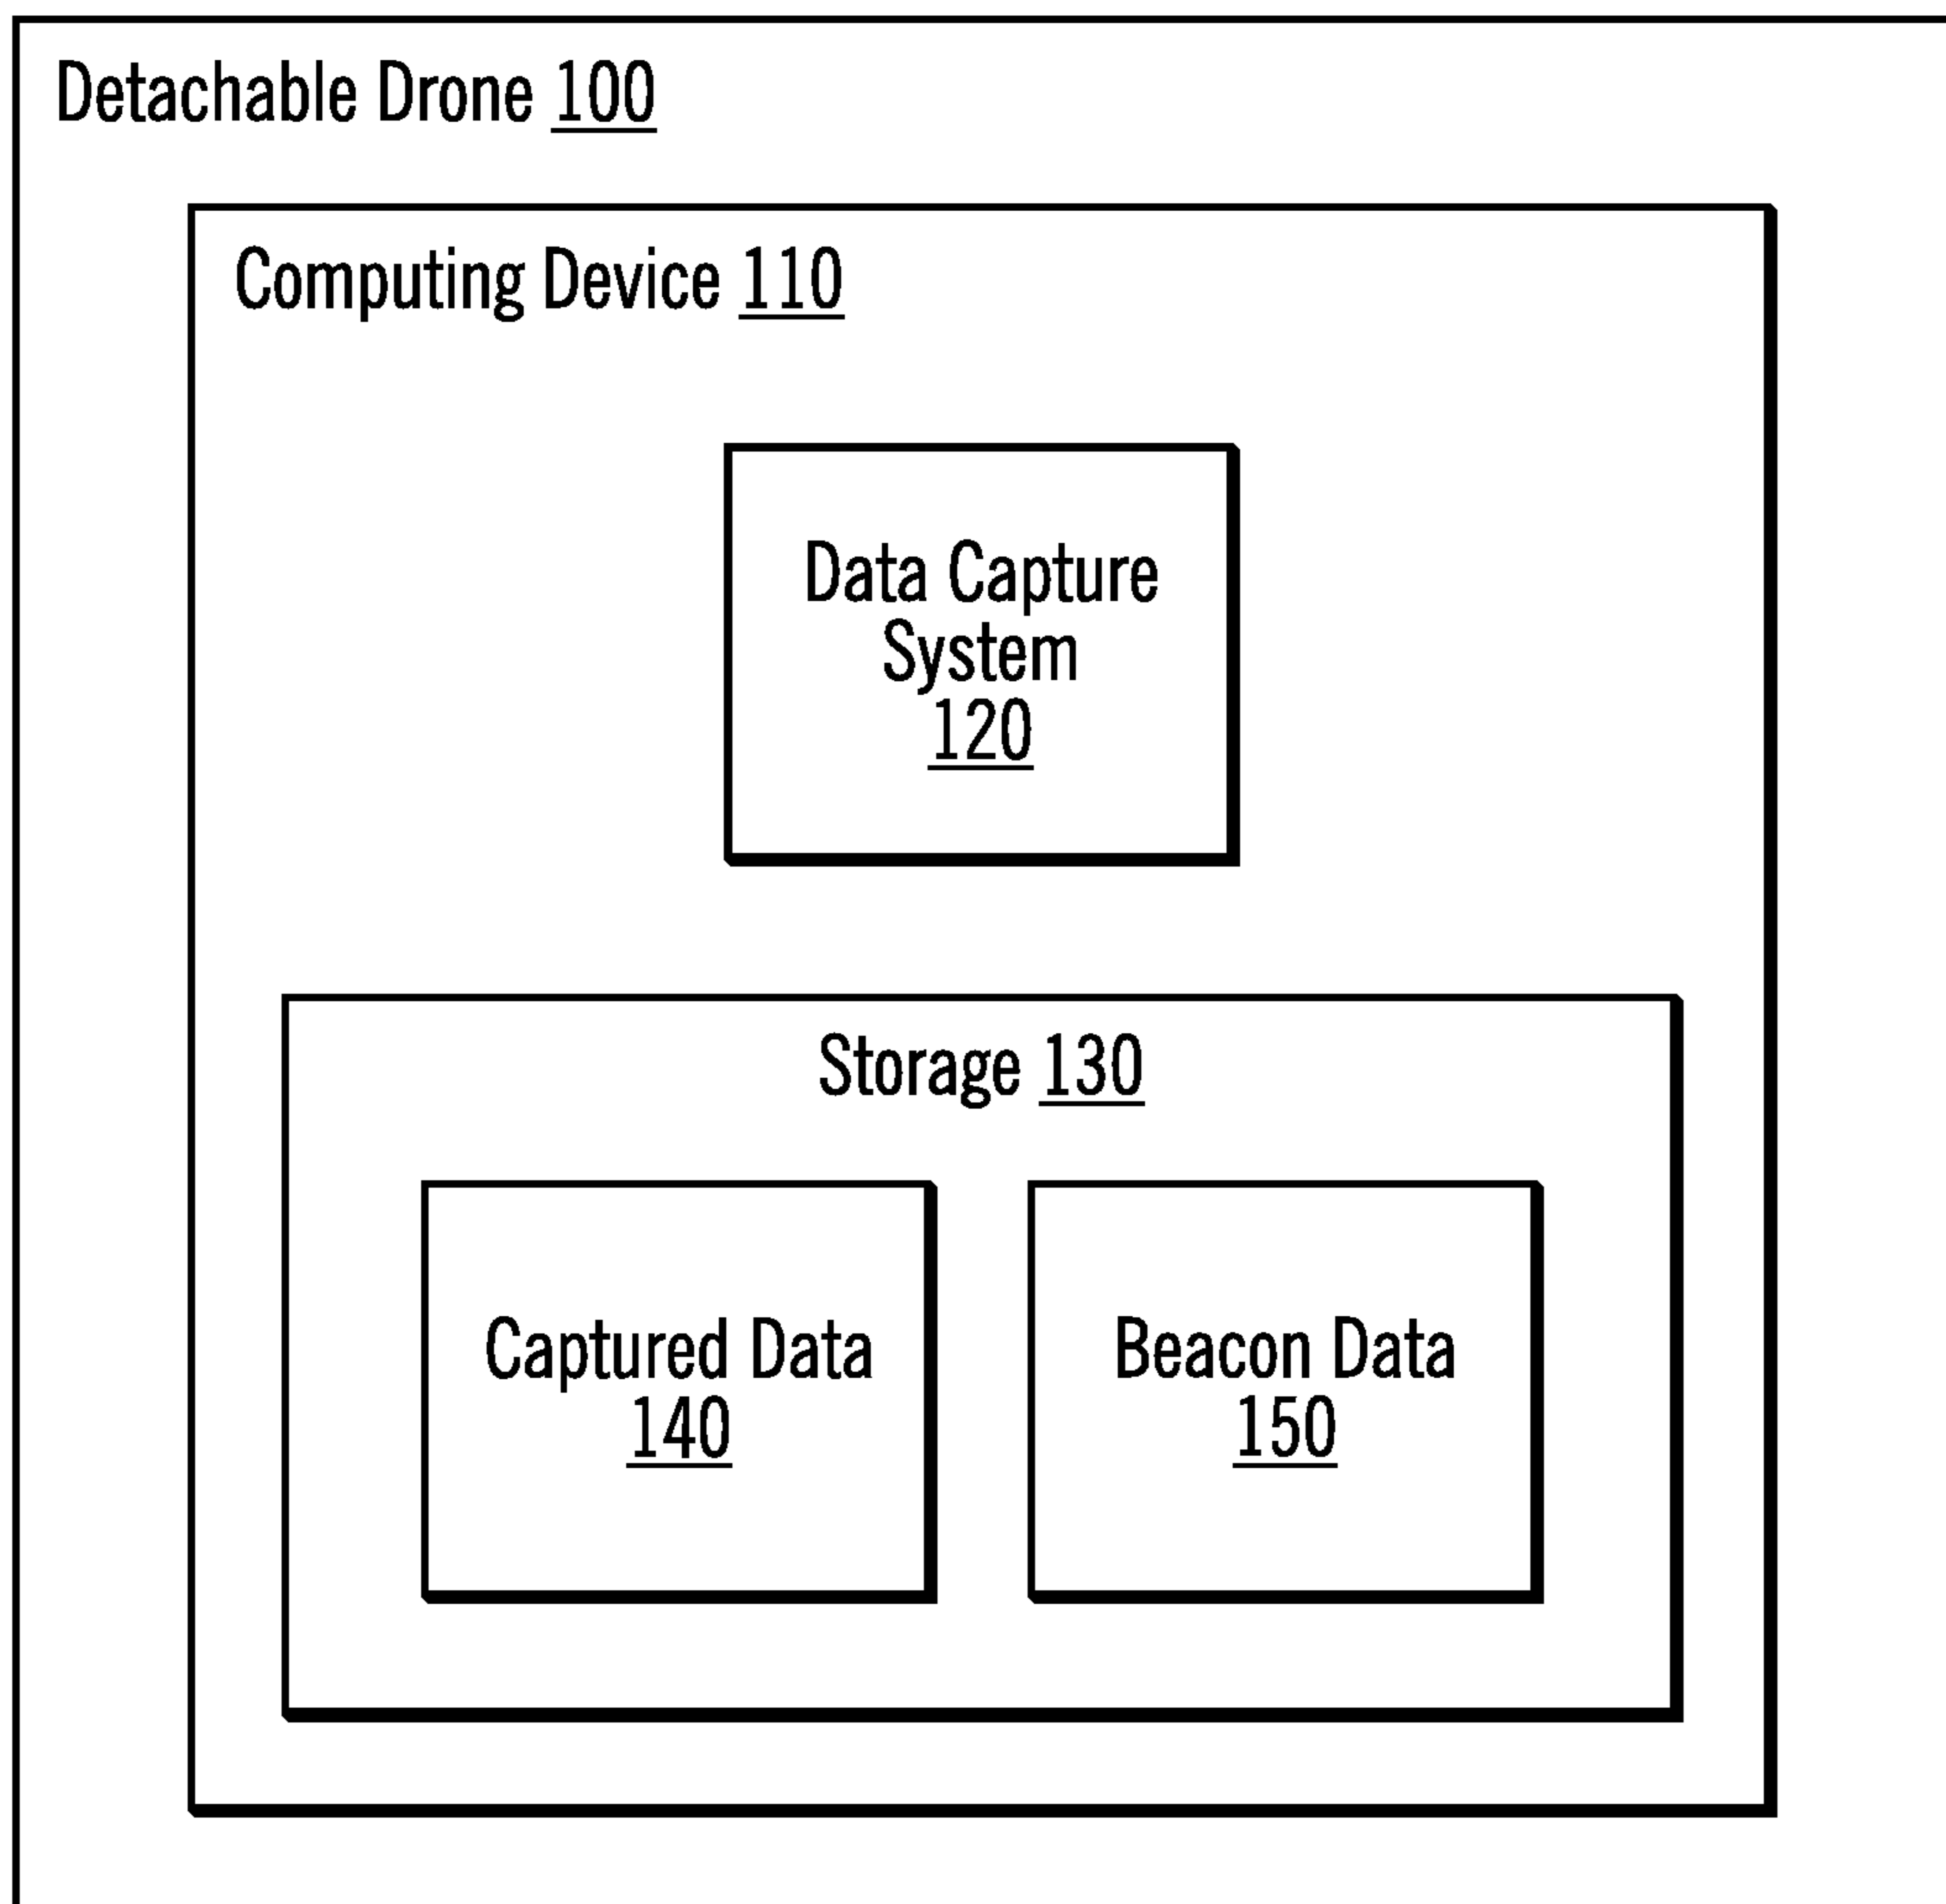 Detachable Drone 100
Computing Device 110
Data Capture
System
120
Storage 130
Captured Data
140
Beacon Data
150